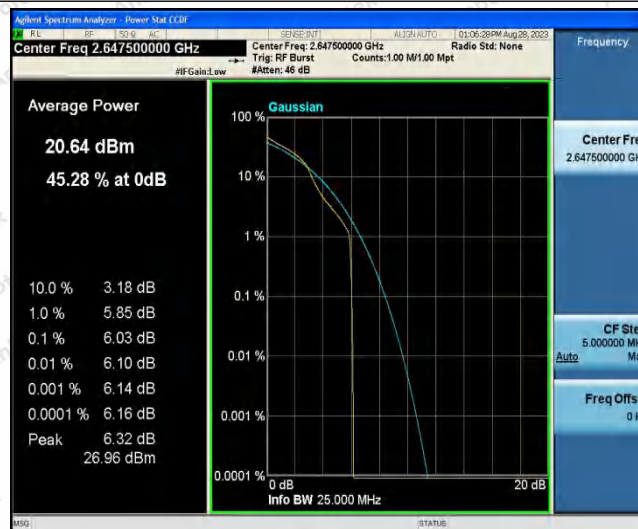 Agilent Spectrum Analyzer - Power Stat CCDF
RL RF 50 Ω AC SENSE:INT ALIGN AUTO 01:06:28PM Aug 28, 2023
Center Freq 2.647500000 GHz
Center Freq: 2.647500000 GHz Radio Std: None
Trig: RF Burst Counts:1.00 M/1.00 Mpt
#IFGain:Low #Atten: 46 dB
Frequency
Average Power
20.64 dBm
45.28 % at 0dB
10.0 % 3.18 dB
1.0 % 5.85 dB
0.1 % 6.03 dB
0.01 % 6.10 dB
0.001 % 6.14 dB
0.0001 % 6.16 dB
Peak 6.32 dB
26.96 dBm
Gaussian
100 %
10 %
1 %
0.1 %
0.01 %
0.001 %
0.0001 %
0 dB 20 dB
Info BW 25.000 MHz
Center Fre
2.647500000 GH
CF Ste
5.000000 MH
Auto Ma
Freq Offs
0 H
MSG STATUS